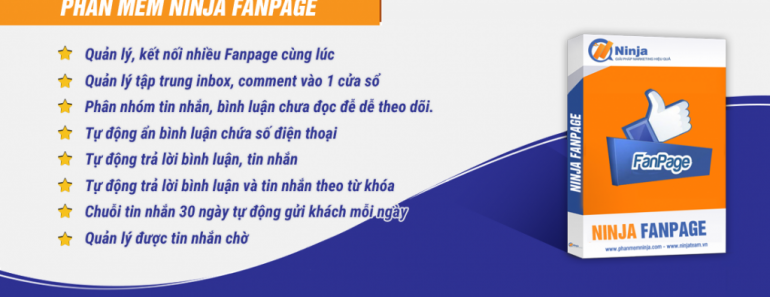 PHẦN MỀM NINJA FANPAGE
Quản lý, kết nối nhiều Fanpage cùng lúc
Quản lý tập trung inbox, comment vào 1 cửa sổ
Phân nhóm tin nhắn, bình luận chưa đọc đễ dễ theo dõi.
Tự động ẩn bình luận chứa số điện thoại
Tự động trả lời bình luận, tin nhắn
Tự động trả lời bình luận và tin nhắn theo từ khóa
Chuỗi tin nhắn 30 ngày tự động gửi khách mỗi ngày
Quản lý được tin nhắn chờ
Ninja
GIẢI PHÁP MARKETING HIỆU QUẢ
NINJA FANPAGE
FanPage
NINJA FANPAGE
www.phanmemninja.com - www.ninjateam.vn